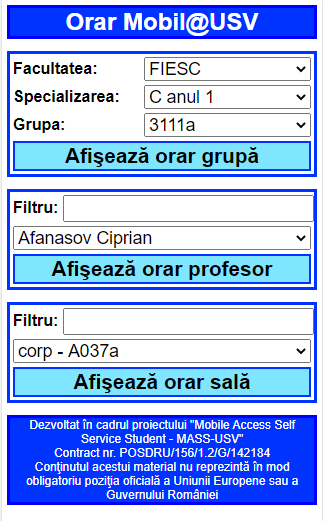 Orar Mobil@USV
Facultatea: FIESC
Specializarea: C anul 1
Grupa: 3111a
Afişează orar grupă
Filtru:
Afanasov Ciprian
Afişează orar profesor
Filtru:
corp - A037a
Afişează orar sală
Dezvoltat în cadrul proiectului "Mobile Access Self
Service Student - MASS-USV"
Contract nr. POSDRU/156/1.2/G/142184
Conţinutul acestui material nu reprezintă în mod
obligatoriu poziţia oficială a Uniunii Europene sau a
Guvernului României